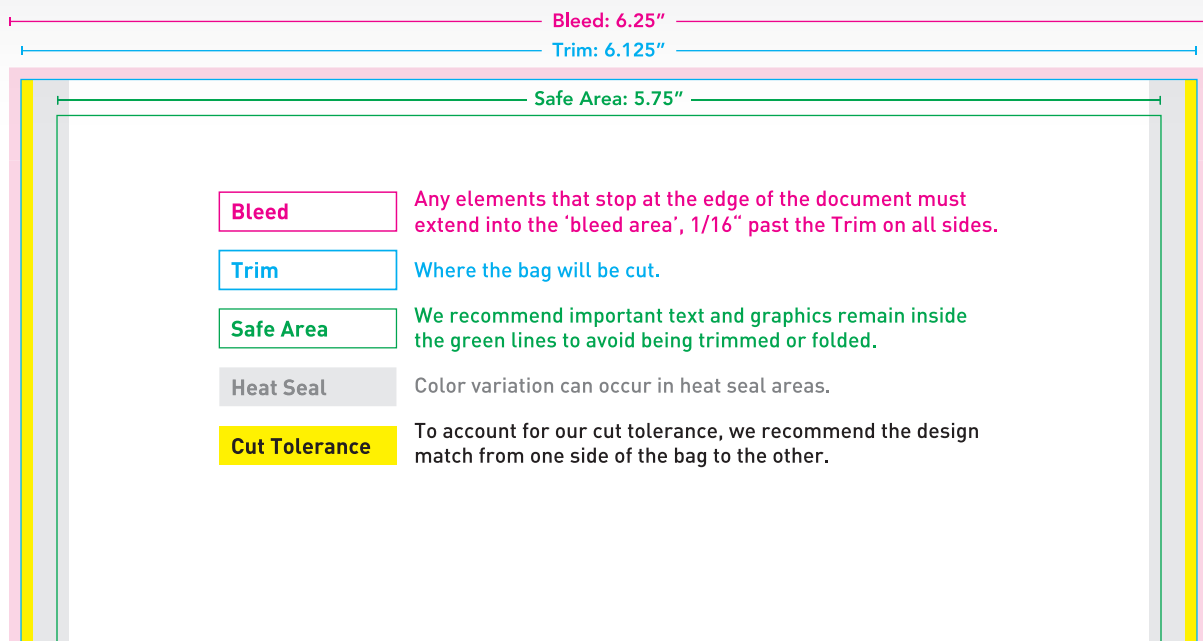 Bleed: 6.25”
Trim: 6.125”
Safe Area: 5.75”
Bleed
Any elements that stop at the edge of the document must
extend into the ‘bleed area’, 1/16“ past the Trim on all sides.
Trim
Where the bag will be cut.
Safe Area
We recommend important text and graphics remain inside
the green lines to avoid being trimmed or folded.
Heat Seal
Color variation can occur in heat seal areas.
Cut Tolerance
To account for our cut tolerance, we recommend the design
match from one side of the bag to the other.